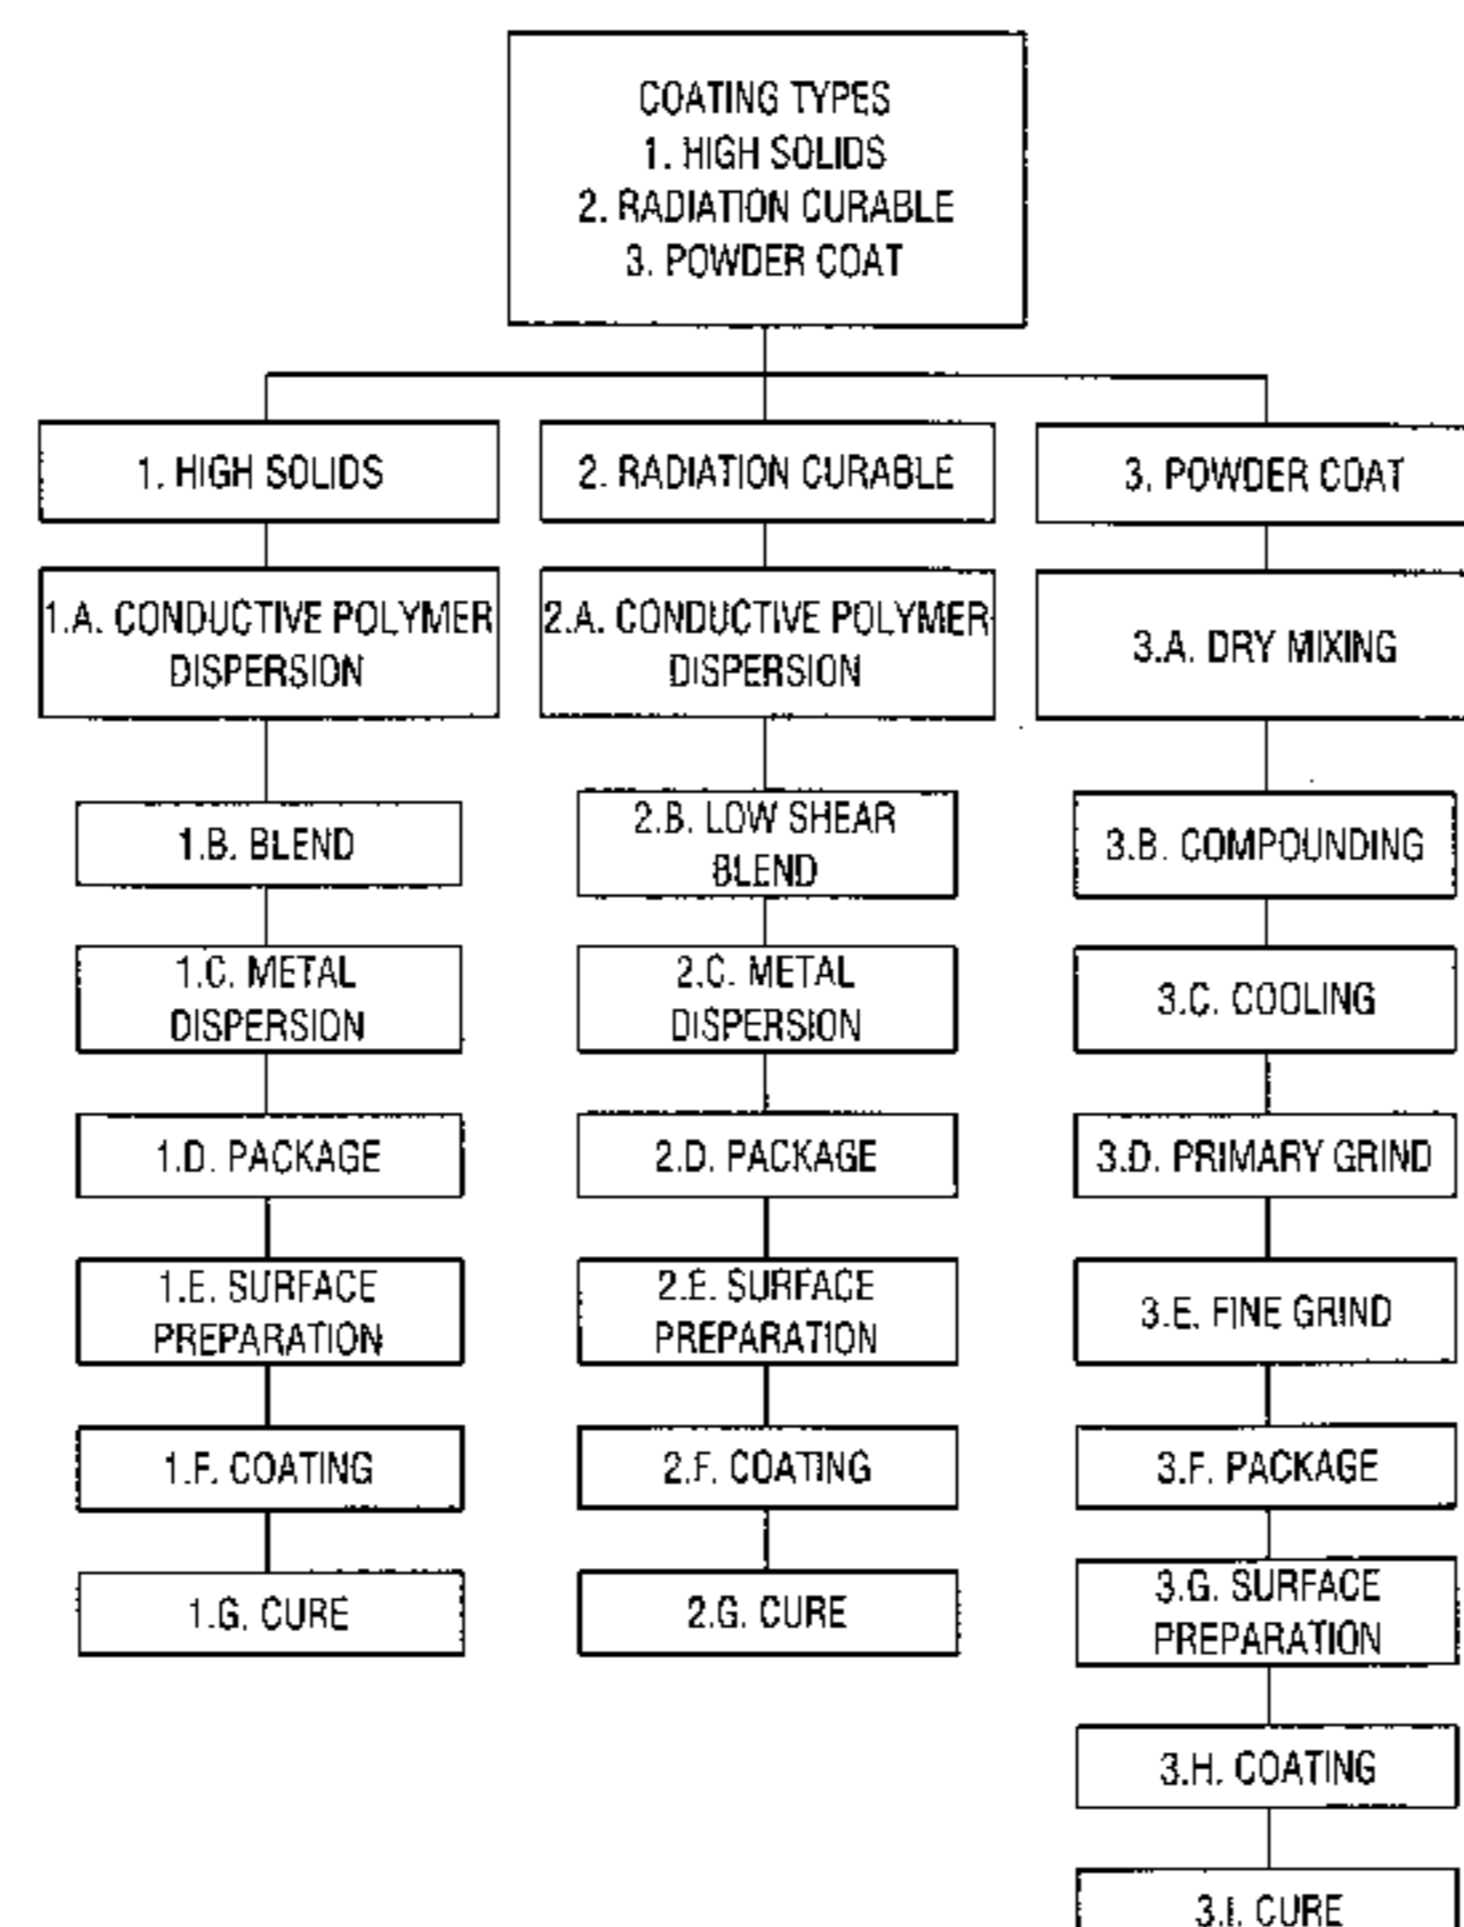 COATING TYPES
1. HIGH SOLIDS
2. RADIATION CURABLE
3. POWDER COAT
1. HIGH SOLIDS
1.A. CONDUCTIVE POLYMER
DISPERSION
1.B. BLEND
1.C. METAL
DISPERSION
1.D. PACKAGE
1.E. SURFACE
PREPARATION
1.F. COATING
1.G. CURE
2. RADIATION CURABLE
2.A. CONDUCTIVE POLYMER
DISPERSION
2.B. LOW SHEAR
BLEND
2.C. METAL
DISPERSION
2.D. PACKAGE
2.E. SURFACE
PREPARATION
2.F. COATING
2.G. CURE
3. POWDER COAT
3.A. DRY MIXING
3.B. COMPOUNDING
3.C. COOLING
3.D. PRIMARY GRIND
3.E. FINE GRIND
3.F. PACKAGE
3.G. SURFACE
PREPARATION
3.H. COATING
3.I. CURE